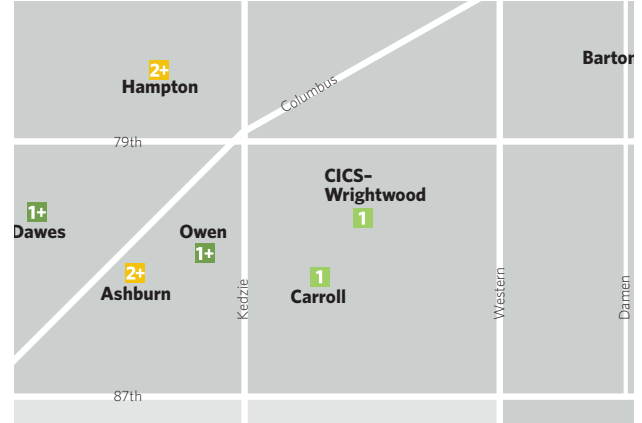 2+
Hampton
Columbus
Barton
79th
CICS–
Wrightwood
1
1+
Dawes
Owen
1+
2+
Ashburn
1
Carroll
Kedzie
Western
Damen
87th